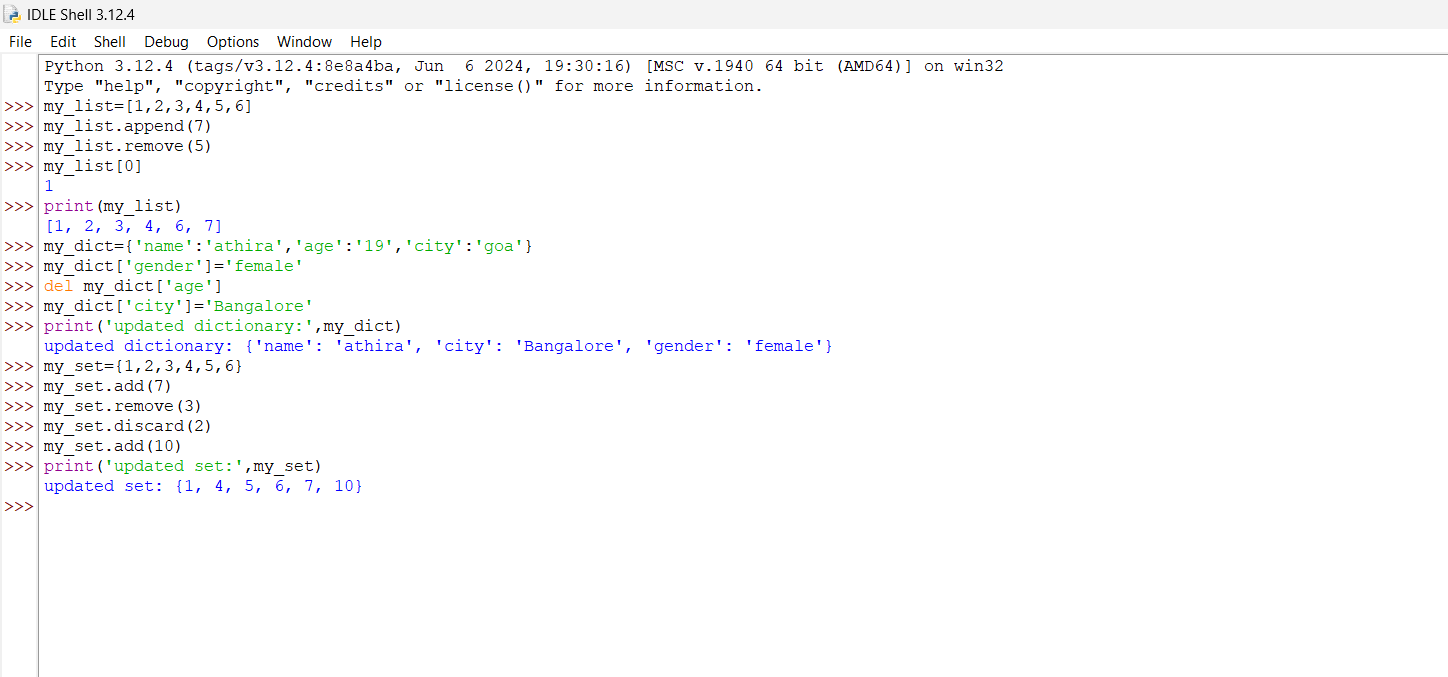 IDLE Shell 3.12.4
File Edit Shell Debug Options Window Help
Python 3.12.4 (tags/v3.12.4:8e8a4ba, Jun  6 2024, 19:30:16) [MSC v.1940 64 bit (AMD64)] on win32
Type "help", "copyright", "credits" or "license()" for more information.
>>> my_list=[1,2,3,4,5,6]
>>> my_list.append(7)
>>> my_list.remove(5)
>>> my_list[0]
1
>>> print(my_list)
[1, 2, 3, 4, 6, 7]
>>> my_dict={'name':'athira','age':'19','city':'goa'}
>>> my_dict['gender']='female'
>>> del my_dict['age']
>>> my_dict['city']='Bangalore'
>>> print('updated dictionary:',my_dict)
updated dictionary: {'name': 'athira', 'city': 'Bangalore', 'gender': 'female'}
>>> my_set={1,2,3,4,5,6}
>>> my_set.add(7)
>>> my_set.remove(3)
>>> my_set.discard(2)
>>> my_set.add(10)
>>> print('updated set:',my_set)
updated set: {1, 4, 5, 6, 7, 10}
>>>